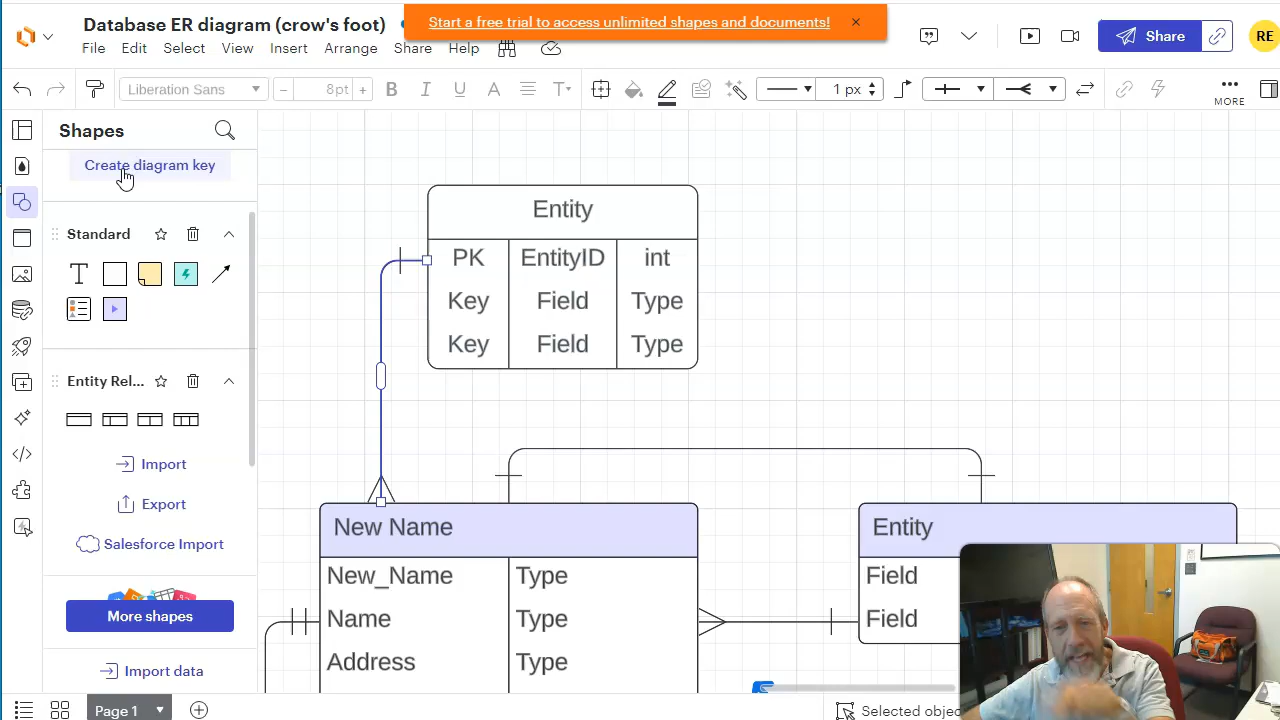 Database ER diagram (crow's foot)
Start a free trial to access unlimited shapes and documents!
File Edit Select View Insert Arrange Share Help
Share
RE
Liberation Sans
8pt
B I U A T
1 px
MORE
Shapes
Create diagram key
Standard
T
Entity Rel...
Import
Export
Salesforce Import
More shapes
Import data
Entity
PK EntityID int
Key Field Type
Key Field Type
New Name
New_Name Type
Name Type
Address Type
Entity
Field
Field
Page 1
Selected objec